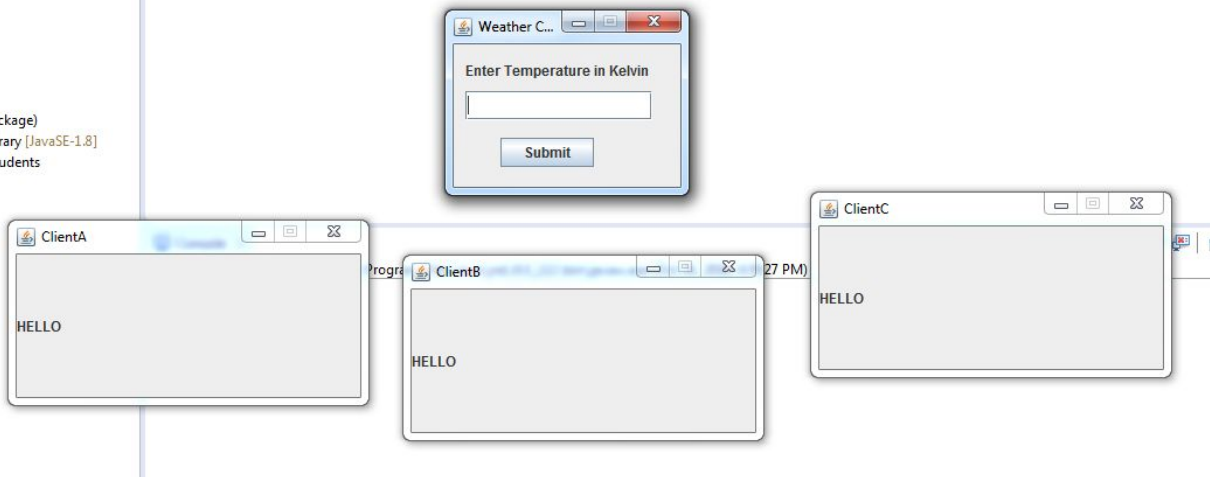 Weather C...
Enter Temperature in Kelvin
Submit
ckage)
rary [JavaSE-1.8]
udents
ClientA
HELLO
Console
Progra
ClientB
HELLO
27 PM)
ClientC
HELLO